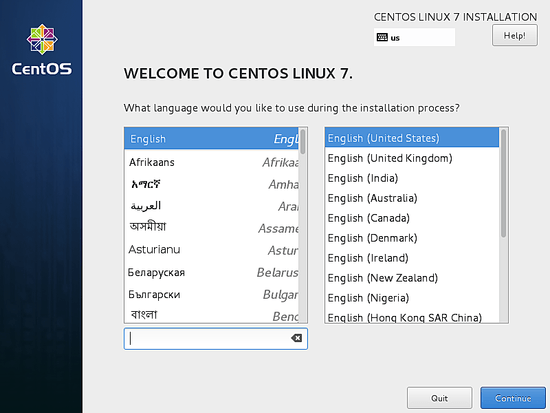 CentOS
CENTOS LINUX 7 INSTALLATION
us
Help!
WELCOME TO CENTOS LINUX 7.
What language would you like to use during the installation process?
English Engl
Afrikaans Afrikaa
አማርኛ Amha
العربية Ara
অসমীয়া Assame
Asturianu Astur
Беларуская Belarus
Български Bulgar
বাংলা Beng
English (United States)
English (United Kingdom)
English (India)
English (Australia)
English (Canada)
English (Denmark)
English (Ireland)
English (New Zealand)
English (Nigeria)
English (Hong Kong SAR China)
Quit
Continue